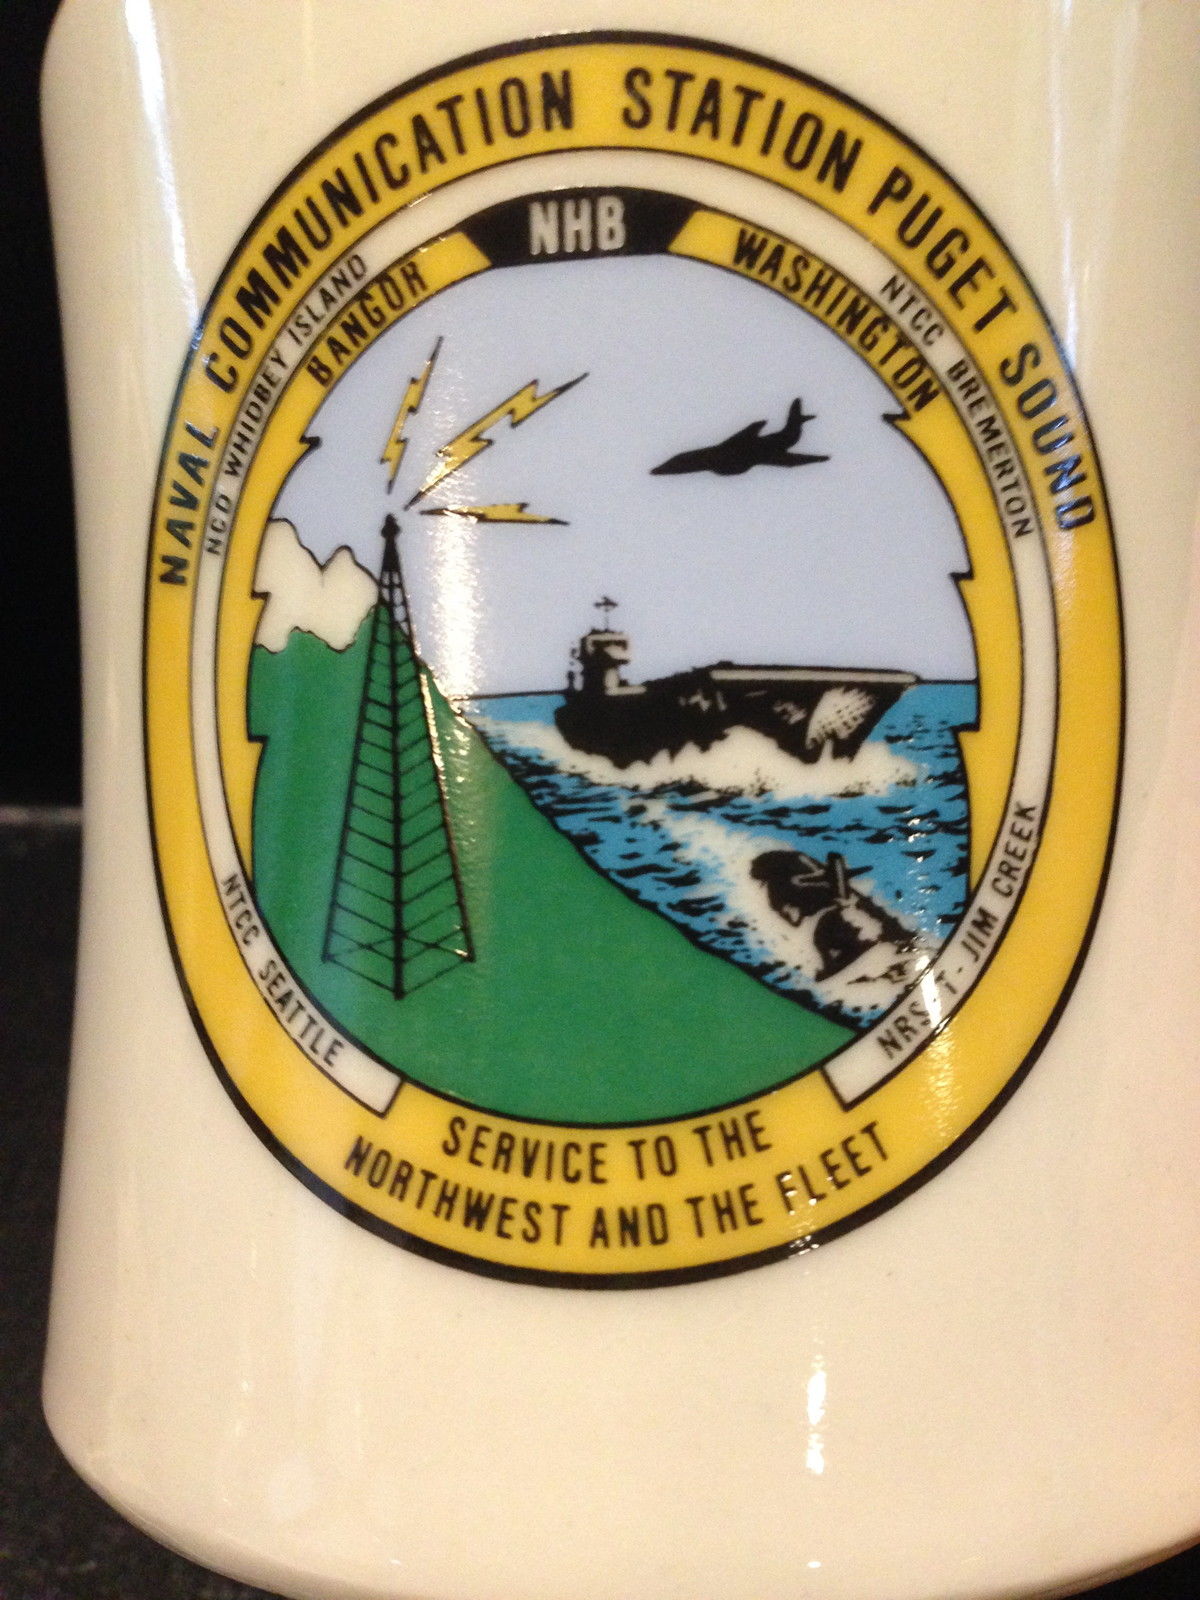 NAVAL COMMUNICATION STATION PUGET SOUND
NHB
BANGOR
WASHINGTON
NCD WHIDBEY ISLAND
NTCC BREMERTON
NTCC SEATTLE
JIM CREEK
SERVICE TO THE
NORTHWEST AND THE FLEET